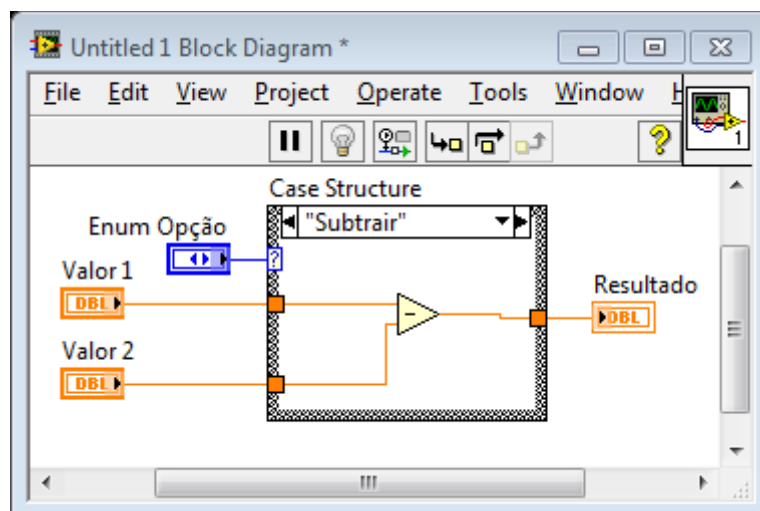 Untitled 1 Block Diagram *
File Edit View Project Operate Tools Window H
1
Case Structure
Enum Opção
"Subtrair"
?
Valor 1
DBL
Resultado
DBL
Valor 2
DBL